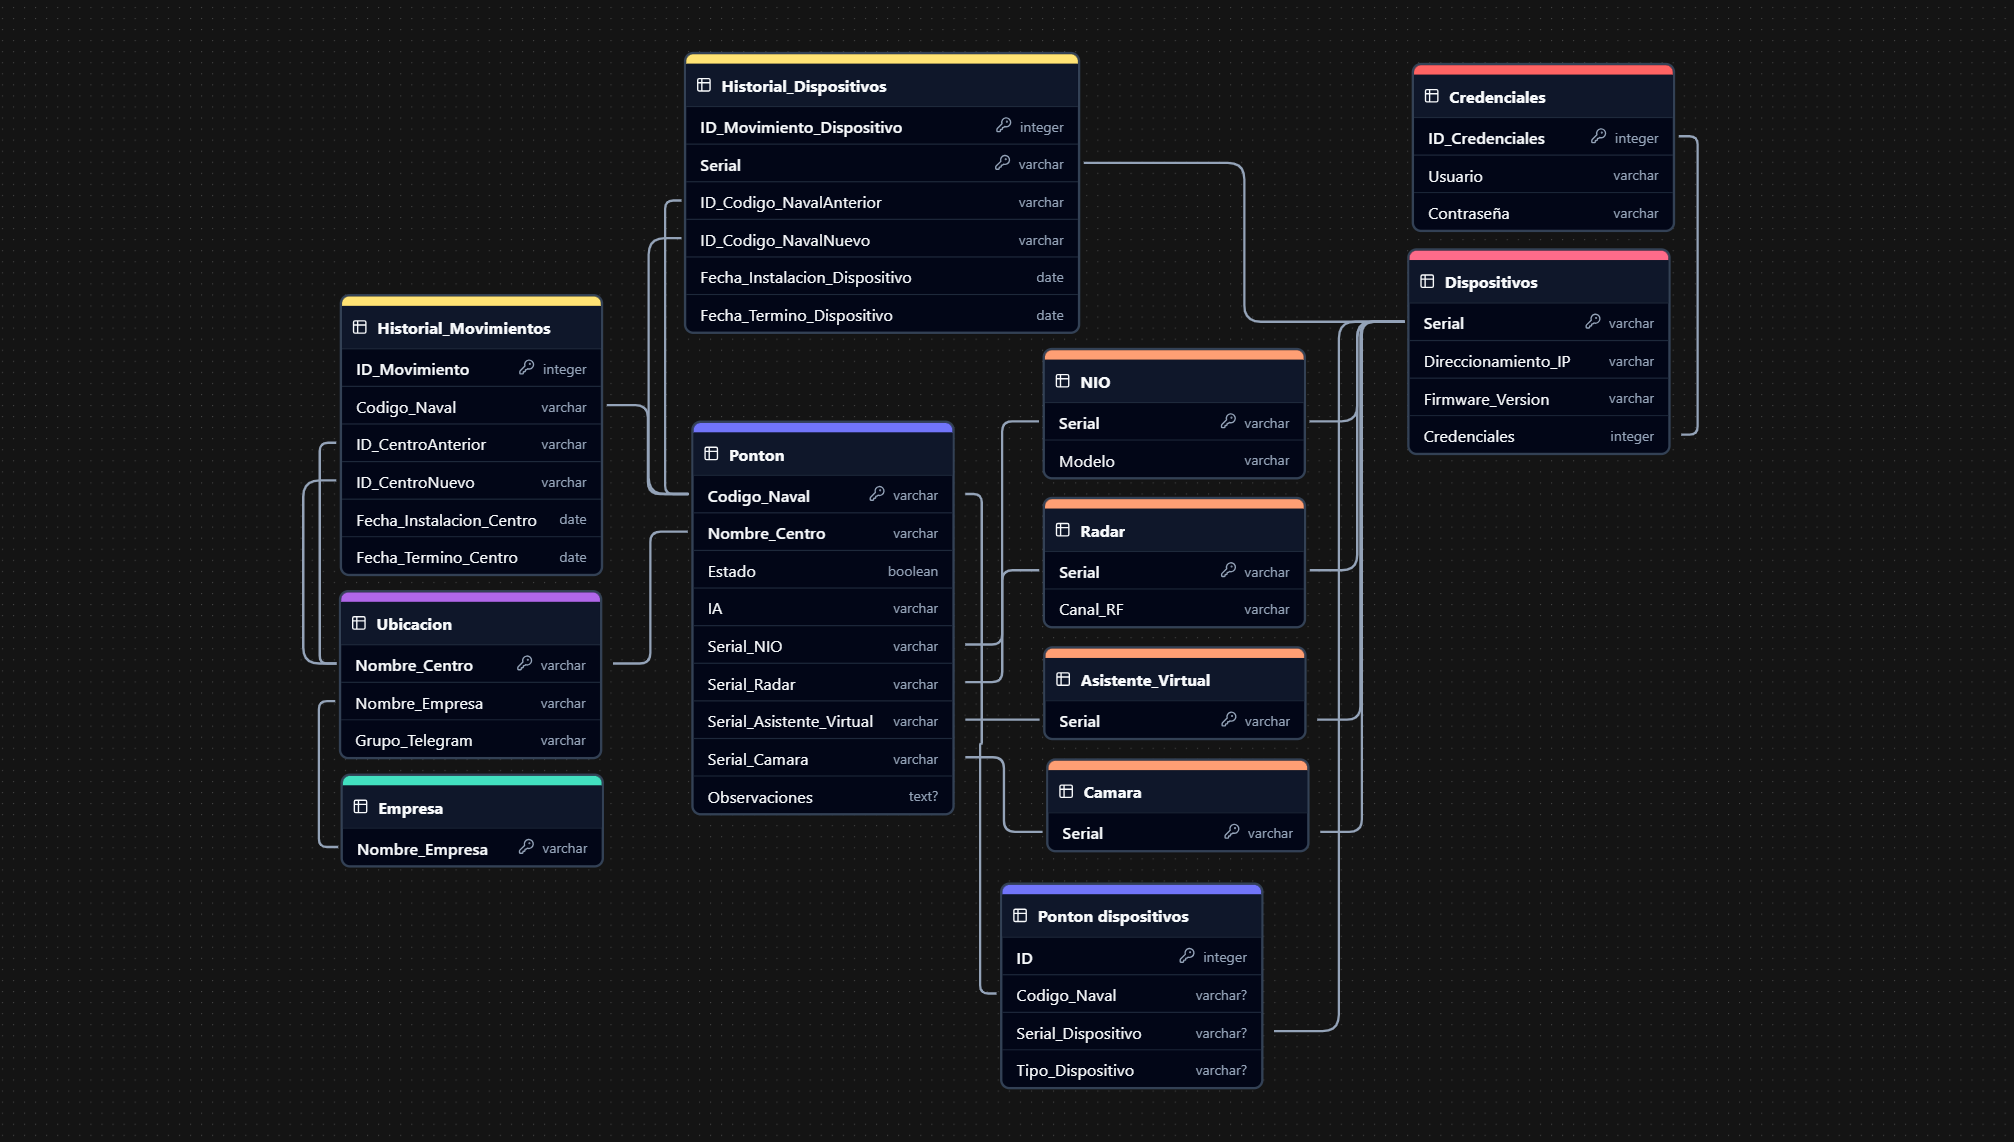 Historial_Dispositivos
ID_Movimiento_Dispositivo integer
Serial varchar
ID_Codigo_NavalAnterior varchar
ID_Codigo_NavalNuevo varchar
Fecha_Instalacion_Dispositivo date
Fecha_Termino_Dispositivo date
Credenciales
ID_Credenciales integer
Usuario varchar
Contraseña varchar
Dispositivos
Serial varchar
Direccionamiento_IP varchar
Firmware_Version varchar
Credenciales integer
Historial_Movimientos
ID_Movimiento integer
Codigo_Naval varchar
ID_CentroAnterior varchar
ID_CentroNuevo varchar
Fecha_Instalacion_Centro date
Fecha_Termino_Centro date
Ubicacion
Nombre_Centro varchar
Nombre_Empresa varchar
Grupo_Telegram varchar
Empresa
Nombre_Empresa varchar
Ponton
Codigo_Naval varchar
Nombre_Centro varchar
Estado boolean
IA varchar
Serial_NIO varchar
Serial_Radar varchar
Serial_Asistente_Virtual varchar
Serial_Camara varchar
Observaciones text?
NIO
Serial varchar
Modelo varchar
Radar
Serial varchar
Canal_RF varchar
Asistente_Virtual
Serial varchar
Camara
Serial varchar
Ponton dispositivos
ID integer
Codigo_Naval varchar?
Serial_Dispositivo varchar?
Tipo_Dispositivo varchar?